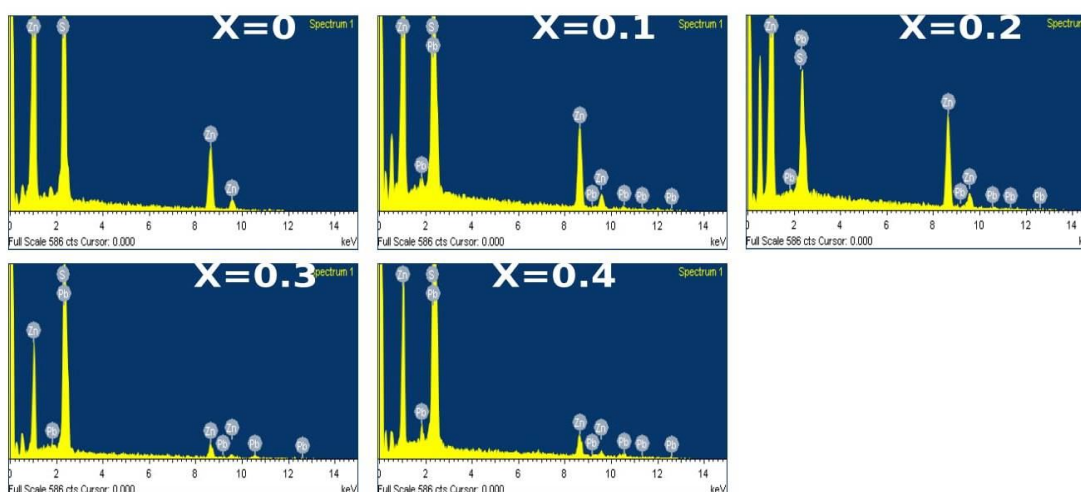 X=0 Spectrum 1
Zn S
Zn
Zn
0 2 4 6 8 10 12 14
Full Scale 586 cts Cursor: 0.000 keV
X=0.1 Spectrum 1
Zn S
Pb
Zn
Pb Zn
Pb Pb Pb Pb
0 2 4 6 8 10 12 14
Full Scale 586 cts Cursor: 0.000 keV
X=0.2 Spectrum 1
Zn Pb
S
Zn
Pb Zn
Pb Pb Pb Pb
0 2 4 6 8 10 12 14
Full Scale 586 cts Cursor: 0.000 ke
X=0.3 Spectrum 1
S
Pb
Zn
Pb Zn Zn
Pb Pb Pb
0 2 4 6 8 10 12 14
Full Scale 586 cts Cursor: 0.000 keV
X=0.4 Spectrum 1
Zn S
Pb
Pb Zn Zn
Pb Pb Pb Pb
0 2 4 6 8 10 12 14
Full Scale 586 cts Cursor: 0.000 keV